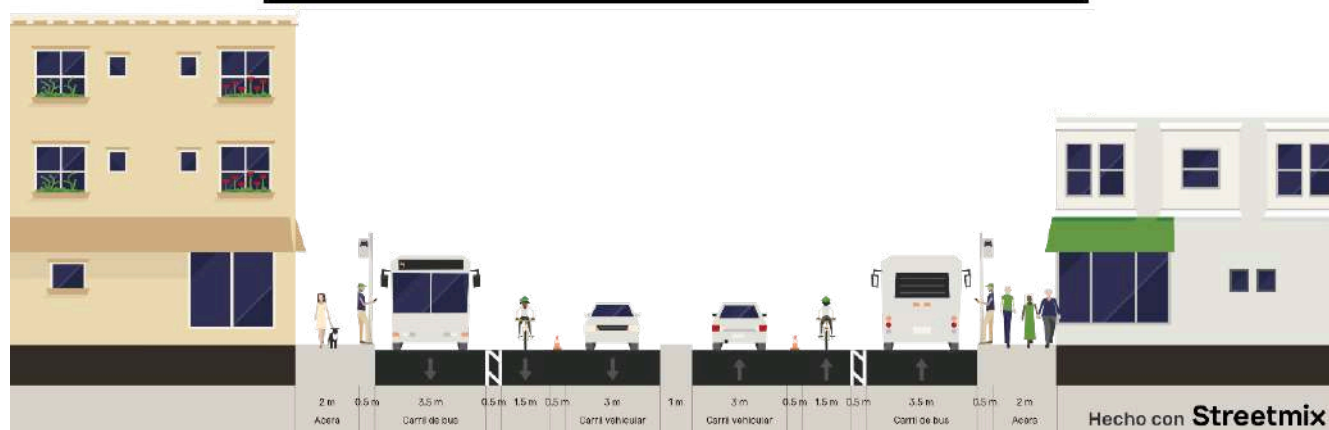 2 m 0.5 m 3.5 m 0.5 m 1.5 m 0.5 m 3 m 1 m 3 m 0.5 m 1.5 m 0.5 m 3.5 m 0.5 m 2 m
Acera Carril de bus Carril vehicular Carril vehicular Carril de bus Acera
Hecho con Streetmix